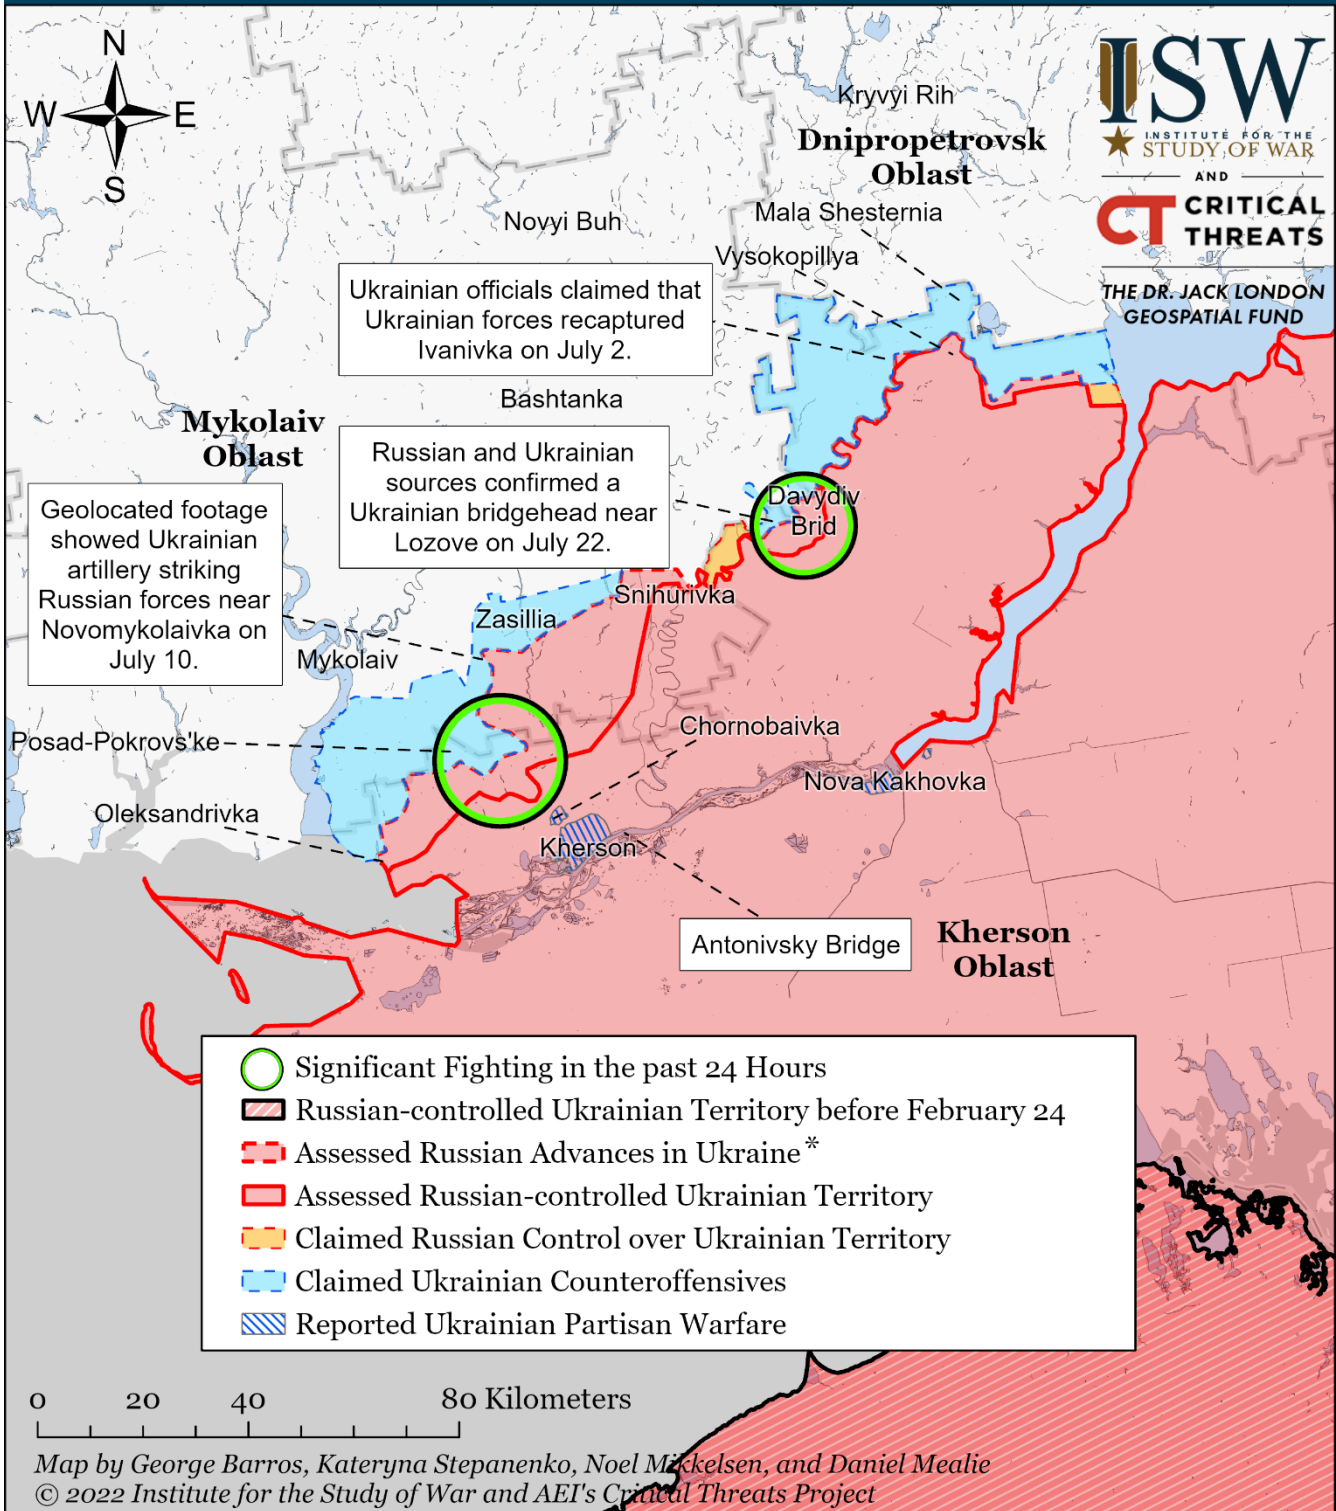 N
W
E
S
ISW
INSTITUTE FOR THE
STUDY OF WAR
AND
CT CRITICAL
THREATS
THE DR. JACK LONDON
GEOSPATIAL FUND
Kryvyi Rih
Dnipropetrovsk
Oblast
Novyi Buh
Mala Shesternia
Vysokopillya
Ukrainian officials claimed that
Ukrainian forces recaptured
Ivanivka on July 2.
Bashtanka
Mykolaiv
Oblast
Russian and Ukrainian
sources confirmed a
Ukrainian bridgehead near
Lozove on July 22.
Davydiv
Brid
Geolocated footage
showed Ukrainian
artillery striking
Russian forces near
Novomykolaivka on
July 10.
Snihurivka
Zasillia
Mykolaiv
Chornobaivka
Posad-Pokrovs'ke
Nova Kakhovka
Oleksandrivka
Kherson
Antonivsky Bridge
Kherson
Oblast
Significant Fighting in the past 24 Hours
Russian-controlled Ukrainian Territory before February 24
Assessed Russian Advances in Ukraine*
Assessed Russian-controlled Ukrainian Territory
Claimed Russian Control over Ukrainian Territory
Claimed Ukrainian Counteroffensives
Reported Ukrainian Partisan Warfare
0 20 40 80 Kilometers
Map by George Barros, Kateryna Stepanenko, Noel Mikkelsen, and Daniel Mealie
© 2022 Institute for the Study of War and AEI's Critical Threats Project